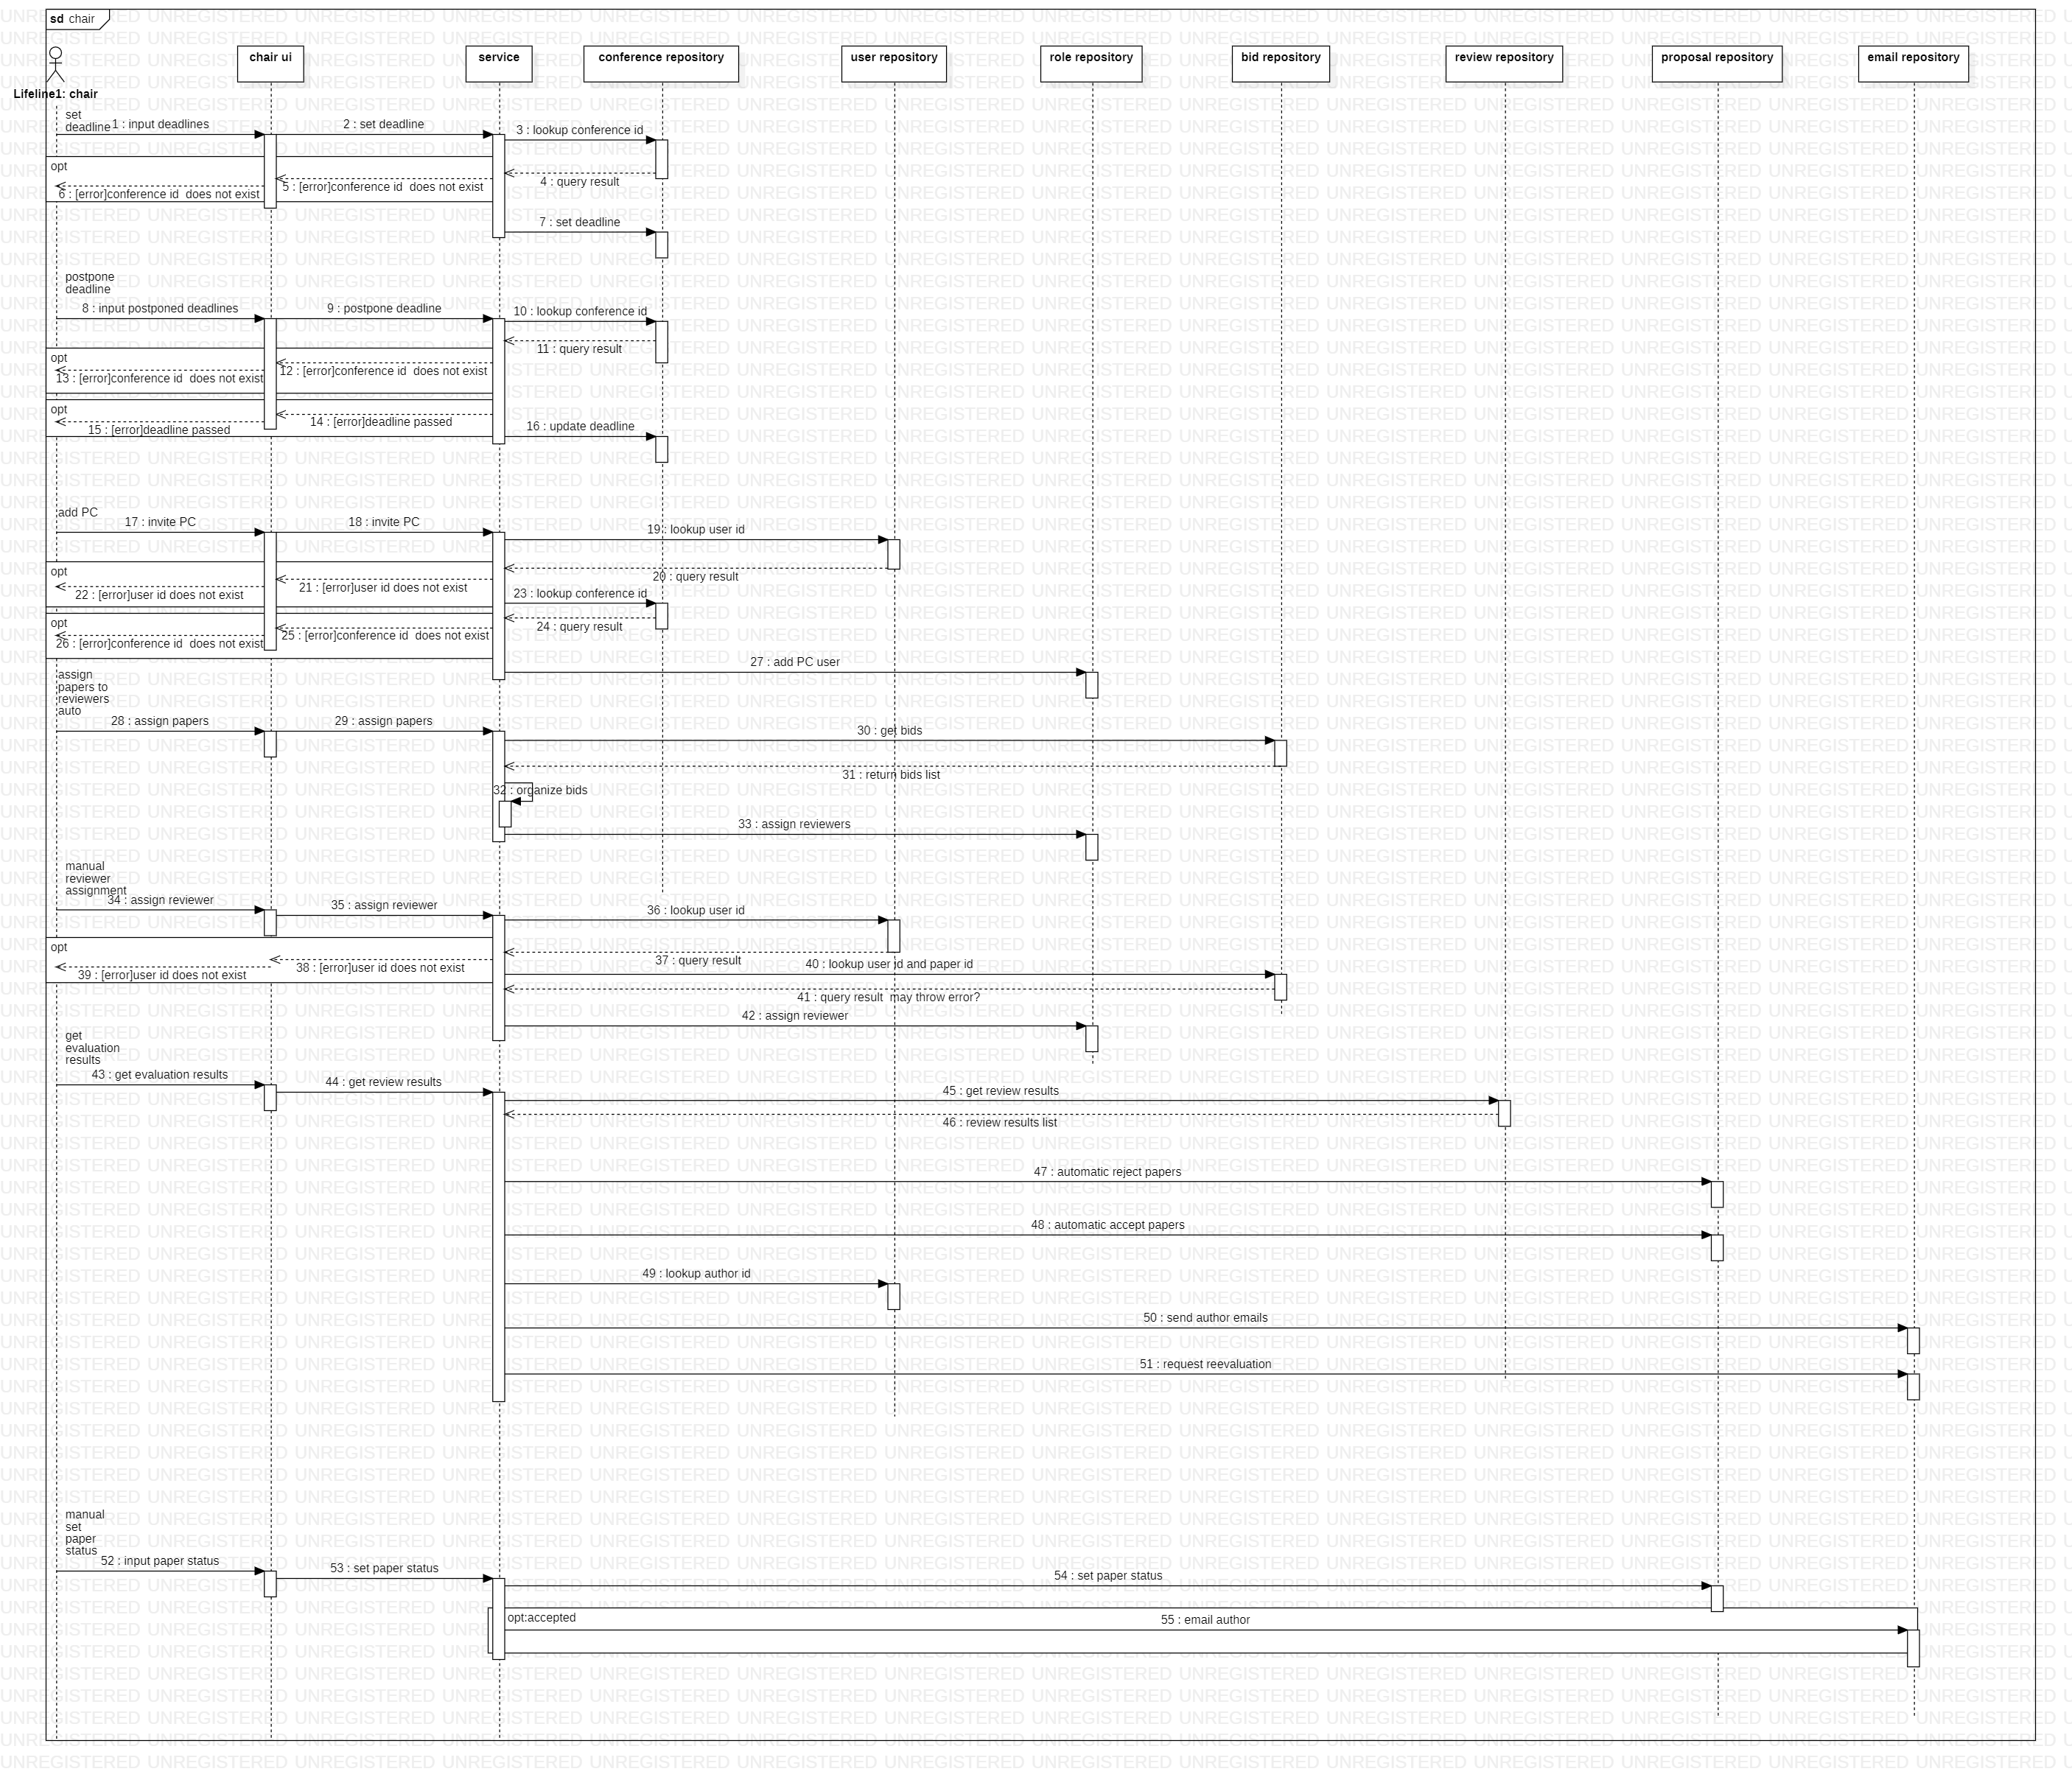 sd chair
chair ui
service
conference repository
user repository
role repository
bid repository
review repository
proposal repository
email repository
Lifeline1: chair
set
deadline
1 : input deadlines
2 : set deadline
3 : lookup conference id
opt
4 : query result
5 : [error]conference id  does not exist
6 : [error]conference id  does not exist
7 : set deadline
postpone
deadline
8 : input postponed deadlines
9 : postpone deadline
10 : lookup conference id
11 : query result
opt
12 : [error]conference id  does not exist
13 : [error]conference id  does not exist
opt
14 : [error]deadline passed
15 : [error]deadline passed
16 : update deadline
add PC
17 : invite PC
18 : invite PC
19 : lookup user id
opt
20 : query result
21 : [error]user id does not exist
22 : [error]user id does not exist
23 : lookup conference id
opt
24 : query result
25 : [error]conference id  does not exist
26 : [error]conference id  does not exist
27 : add PC user
assign
papers to
reviewers
auto
28 : assign papers
29 : assign papers
30 : get bids
31 : return bids list
32 : organize bids
33 : assign reviewers
manual
reviewer
assignment
34 : assign reviewer
35 : assign reviewer
36 : lookup user id
opt
37 : query result
38 : [error]user id does not exist
39 : [error]user id does not exist
40 : lookup user id and paper id
41 : query result  may throw error?
42 : assign reviewer
get
evaluation
results
43 : get evaluation results
44 : get review results
45 : get review results
46 : review results list
47 : automatic reject papers
48 : automatic accept papers
49 : lookup author id
50 : send author emails
51 : request reevaluation
manual
set
paper
status
52 : input paper status
53 : set paper status
54 : set paper status
opt:accepted
55 : email author
UNREGISTERED